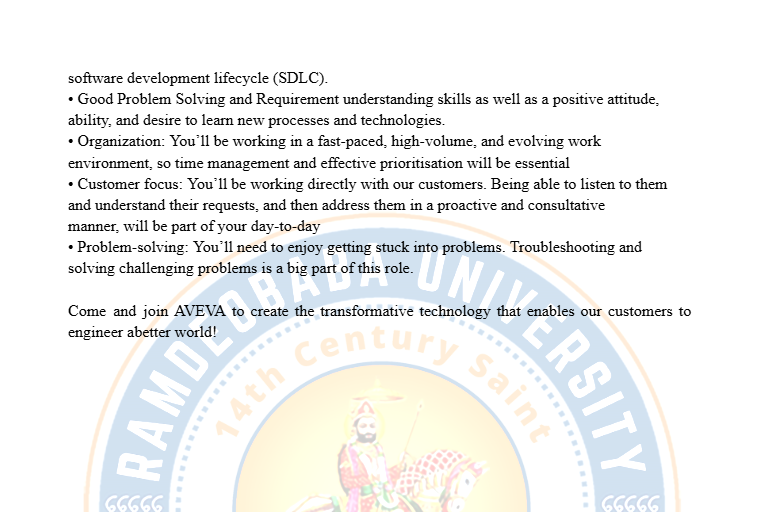 software development lifecycle (SDLC).
• Good Problem Solving and Requirement understanding skills as well as a positive attitude,
ability, and desire to learn new processes and technologies.
• Organization: You’ll be working in a fast-paced, high-volume, and evolving work
environment, so time management and effective prioritisation will be essential
• Customer focus: You’ll be working directly with our customers. Being able to listen to them
and understand their requests, and then address them in a proactive and consultative
manner, will be part of your day-to-day
• Problem-solving: You’ll need to enjoy getting stuck into problems. Troubleshooting and
solving challenging problems is a big part of this role.
Come and join AVEVA to create the transformative technology that enables our customers to
engineer abetter world!
RAMDEOBABA UNIVERSITY
14th Century Saint